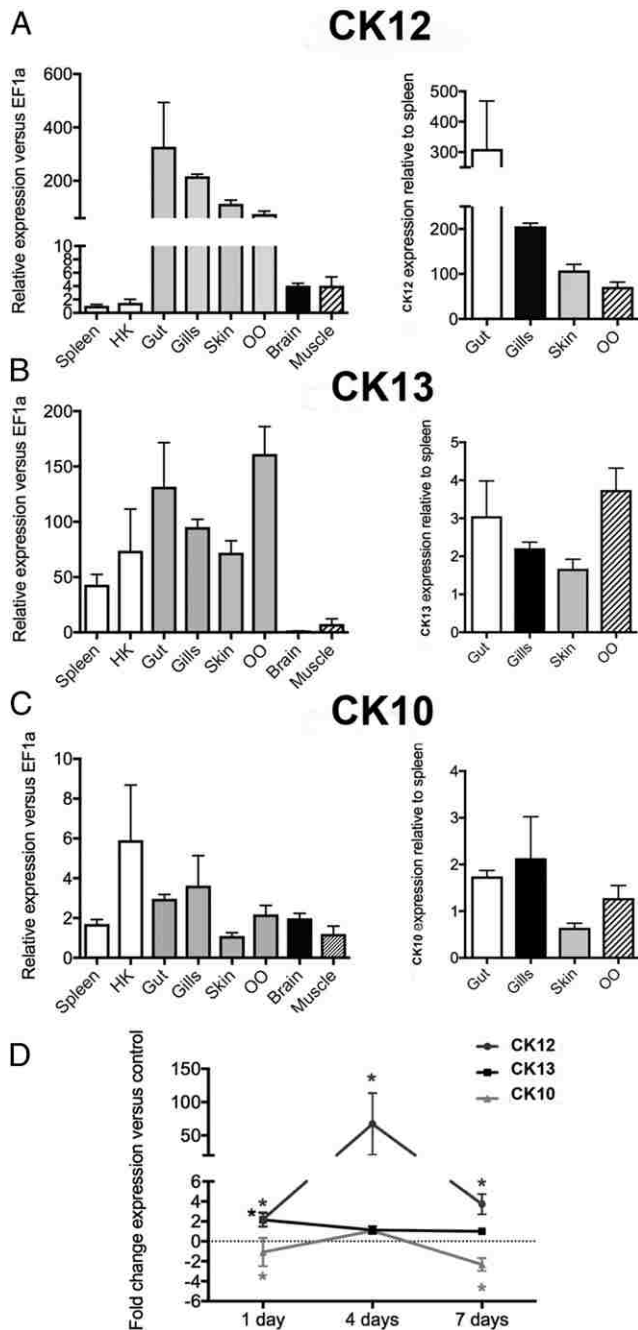 A
CK12
Relative expression versus EF1a
600
400
200
10
8
6
4
2
0
Spleen
HK
Gut
Gills
Skin
OO
Brain
Muscle
CK12 expression relative to spleen
500
400
300
200
100
0
Gut
Gills
Skin
OO
B
CK13
Relative expression versus EF1a
200
150
100
50
0
Spleen
HK
Gut
Gills
Skin
OO
Brain
Muscle
CK13 expression relative to spleen
5
4
3
2
1
0
Gut
Gills
Skin
OO
C
CK10
Relative expression versus EF1a
10
8
6
4
2
0
Spleen
HK
Gut
Gills
Skin
OO
Brain
Muscle
CK10 expression relative to spleen
4
3
2
1
0
Gut
Gills
Skin
OO
D
Fold change expression versus control
150
100
50
6
4
2
0
-2
-4
-6
* * * * * *
1 day
4 days
7 days
CK12
CK13
CK10